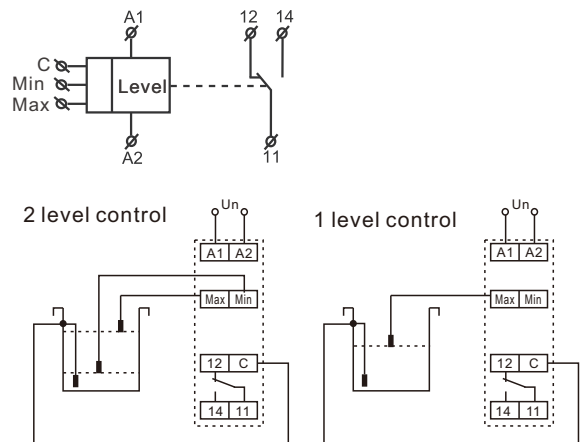 A1
12 14
C
Min
Max
Level
A2
11
2 level control
Un
A1 A2
Max Min
12 C
14 11
1 level control
Un
A1 A2
Max Min
12 C
14 11